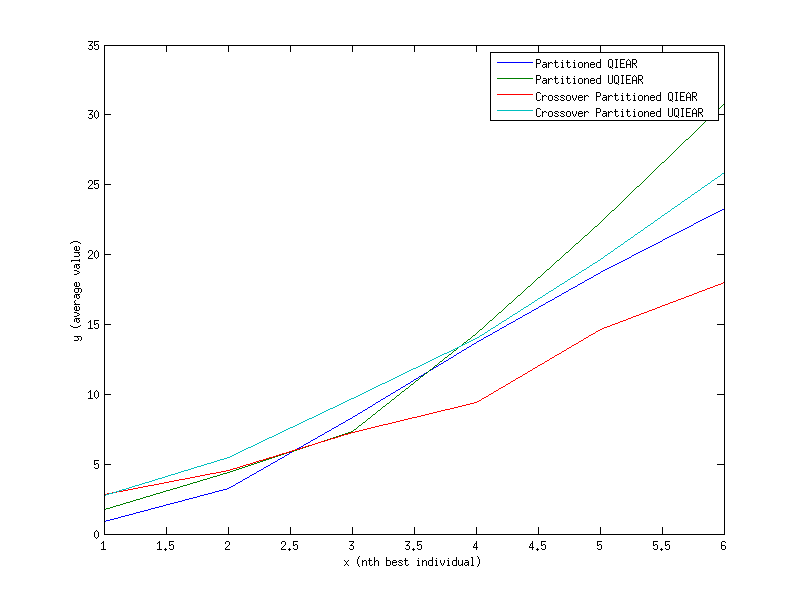 35
30
25
20
15
10
5
0
y (average value)
Partitioned QIEAR
Partitioned UQIEAR
Crossover Partitioned QIEAR
Crossover Partitioned UQIEAR
1 1.5 2 2.5 3 3.5 4 4.5 5 5.5 6
x (nth best individual)